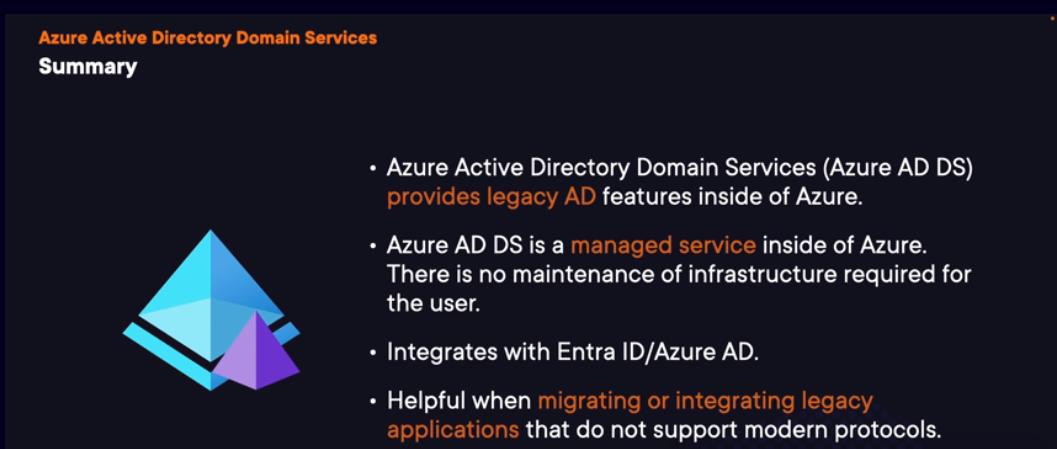 Azure Active Directory Domain Services
Summary
• Azure Active Directory Domain Services (Azure AD DS)
provides legacy AD features inside of Azure.
• Azure AD DS is a managed service inside of Azure.
There is no maintenance of infrastructure required for
the user.
• Integrates with Entra ID/Azure AD.
• Helpful when migrating or integrating legacy
applications that do not support modern protocols.